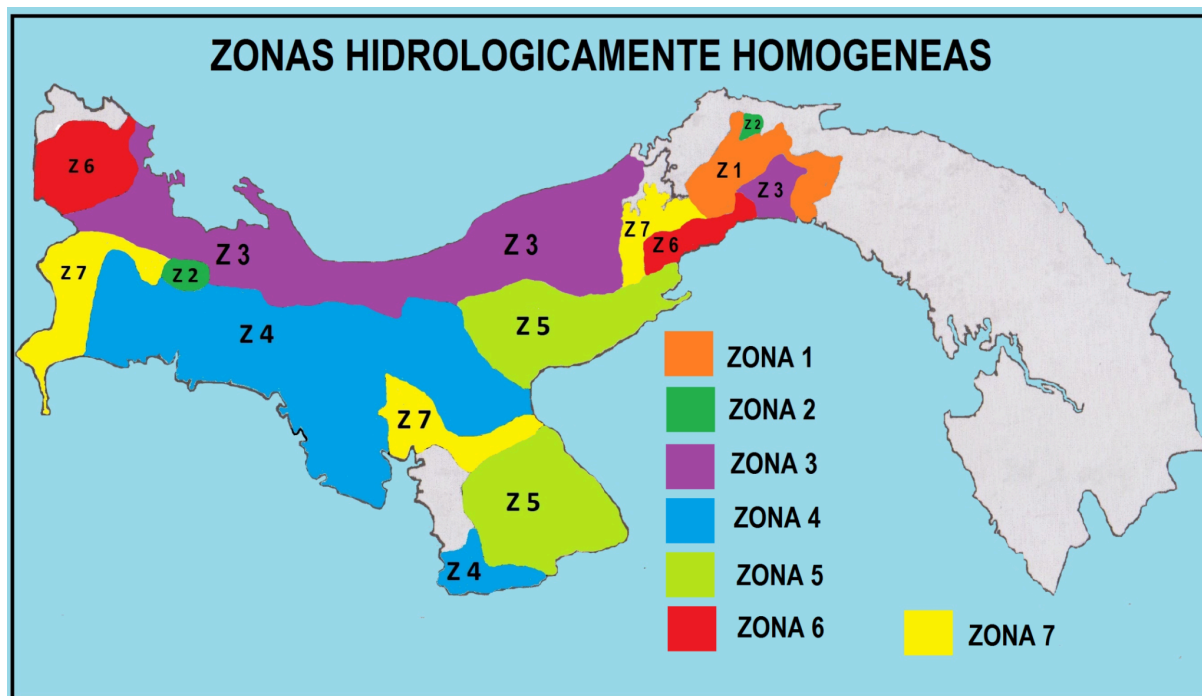 ZONAS HIDROLOGICAMENTE HOMOGENEAS
Z 2
Z 6
Z 1
Z 3
Z 7
Z 3
Z 3
Z 6
Z 7
Z 2
Z 4
Z 5
Z 7
Z 5
Z 4
ZONA 1
ZONA 2
ZONA 3
ZONA 4
ZONA 5
ZONA 6
ZONA 7